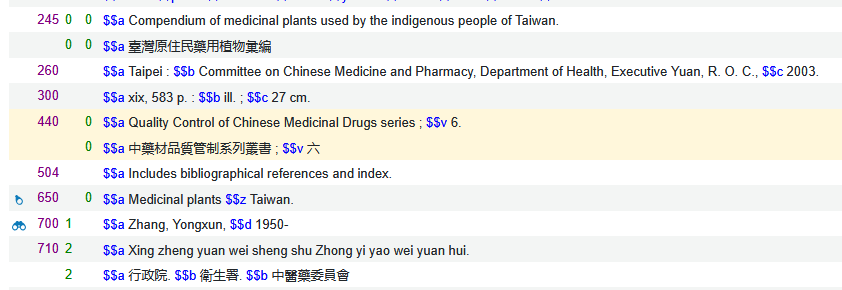 245 0 0 $$a Compendium of medicinal plants used by the indigenous people of Taiwan.
0 0 $$a 臺灣原住民藥用植物彙編
260 $$a Taipei : $$b Committee on Chinese Medicine and Pharmacy, Department of Health, Executive Yuan, R. O. C., $$c 2003.
300 $$a xix, 583 p. : $$b ill. ; $$c 27 cm.
440 0 $$a Quality Control of Chinese Medicinal Drugs series ; $$v 6.
0 $$a 中藥材品質管制系列叢書 ; $$v 六
504 $$a Includes bibliographical references and index.
650 0 $$a Medicinal plants $$z Taiwan.
700 1 $$a Zhang, Yongxun, $$d 1950-
710 2 $$a Xing zheng yuan wei sheng shu Zhong yi yao wei yuan hui.
2 $$a 行政院. $$b 衛生署. $$b 中醫藥委員會